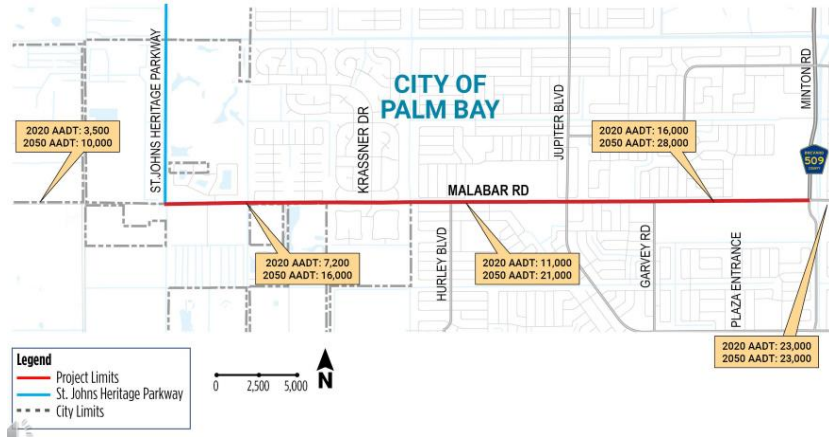 CITY OF
PALM BAY
ST.JOHNS HERITAGE PARKWAY
KRASSNER DR
JUPITER BLVD
MINTON RD
2020 AADT: 3,500
2050 AADT: 10,000
2020 AADT: 16,000
2050 AADT: 28,000
509
MALABAR RD
2020 AADT: 7,200
2050 AADT: 16,000
HURLEY BLVD
2020 AADT: 11,000
2050 AADT: 21,000
GARVEY RD
PLAZA ENTRANCE
2020 AADT: 23,000
2050 AADT: 23,000
Legend
Project Limits
St. Johns Heritage Parkway
City Limits
0 2,500 5,000
N